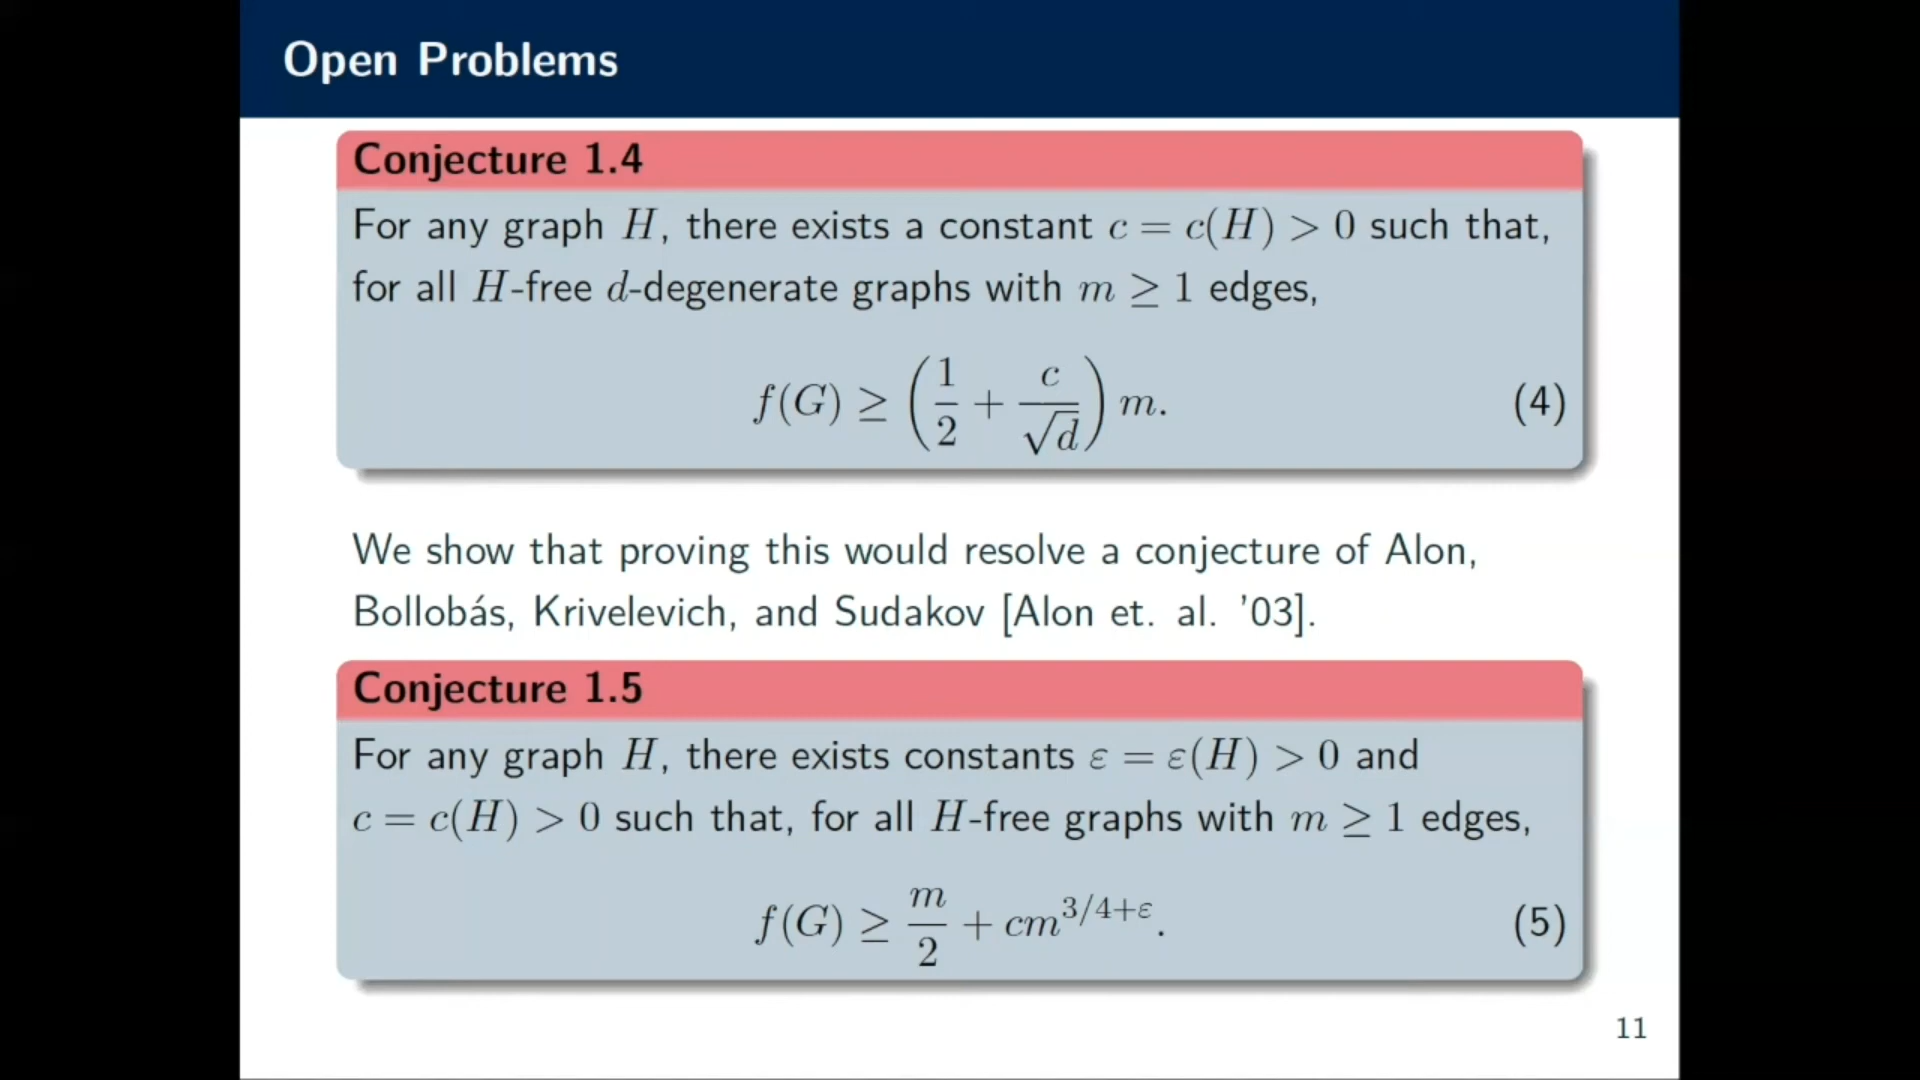 Open Problems
Conjecture 1.4
For any graph H, there exists a constant c = c(H) > 0 such that,
for all H-free d-degenerate graphs with m ≥ 1 edges,
f(G) ≥ (1/2 + c/√d) m. (4)
We show that proving this would resolve a conjecture of Alon,
Bollobás, Krivelevich, and Sudakov [Alon et. al. ’03].
Conjecture 1.5
For any graph H, there exists constants ε = ε(H) > 0 and
c = c(H) > 0 such that, for all H-free graphs with m ≥ 1 edges,
f(G) ≥ m/2 + cm^{3/4+ε}. (5)
11